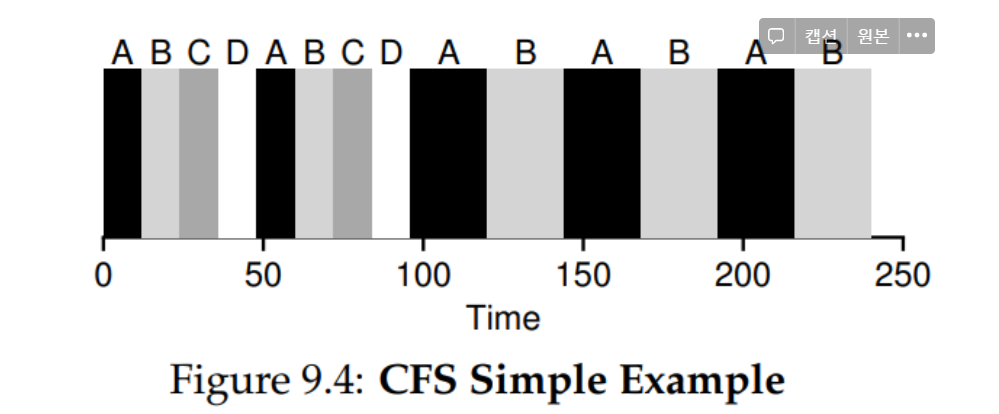 캡션 원본
A B C D A B C D A B A B A B
0 50 100 150 200 250
Time
Figure 9.4: CFS Simple Example